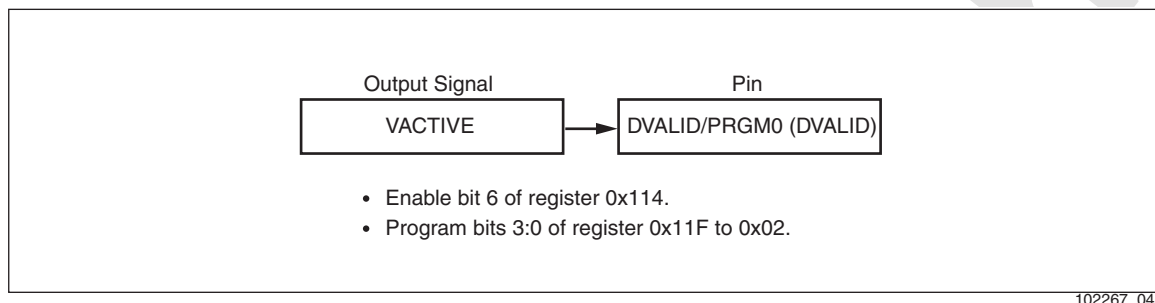 Output Signal Pin
VACTIVE DVALID/PRGM0 (DVALID)
• Enable bit 6 of register 0x114.
• Program bits 3:0 of register 0x11F to 0x02.
102267_04